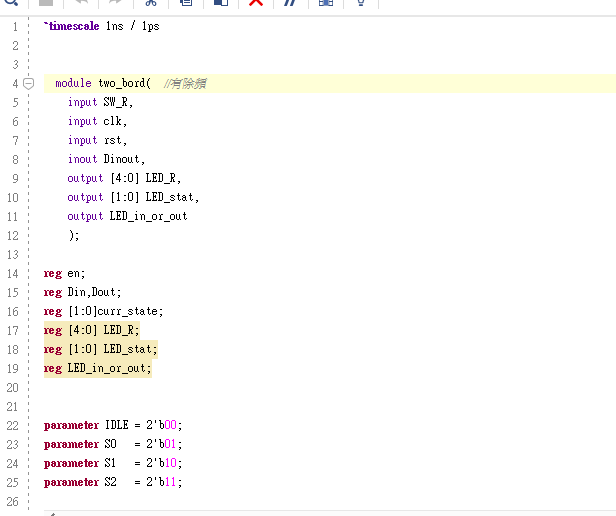 1 `timescale 1ns / 1ps
2
3
4 module two_bord( //有除頻
5 input SW_R,
6 input clk,
7 input rst,
8 inout Dinout,
9 output [4:0] LED_R,
10 output [1:0] LED_stat,
11 output LED_in_or_out
12 );
13
14 reg en;
15 reg Din,Dout;
16 reg [1:0]curr_state;
17 reg [4:0] LED_R;
18 reg [1:0] LED_stat;
19 reg LED_in_or_out;
20
21
22 parameter IDLE = 2'b00;
23 parameter S0 = 2'b01;
24 parameter S1 = 2'b10;
25 parameter S2 = 2'b11;
26